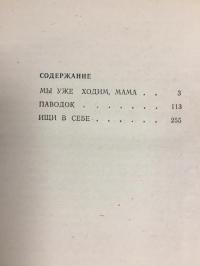 СОДЕРЖАНИЕ
МЫ УЖЕ ХОДИМ, МАМА . . 3
ПАВОДОК . . . . . . . 113
ИЩИ В СЕБЕ . . . . . . 255